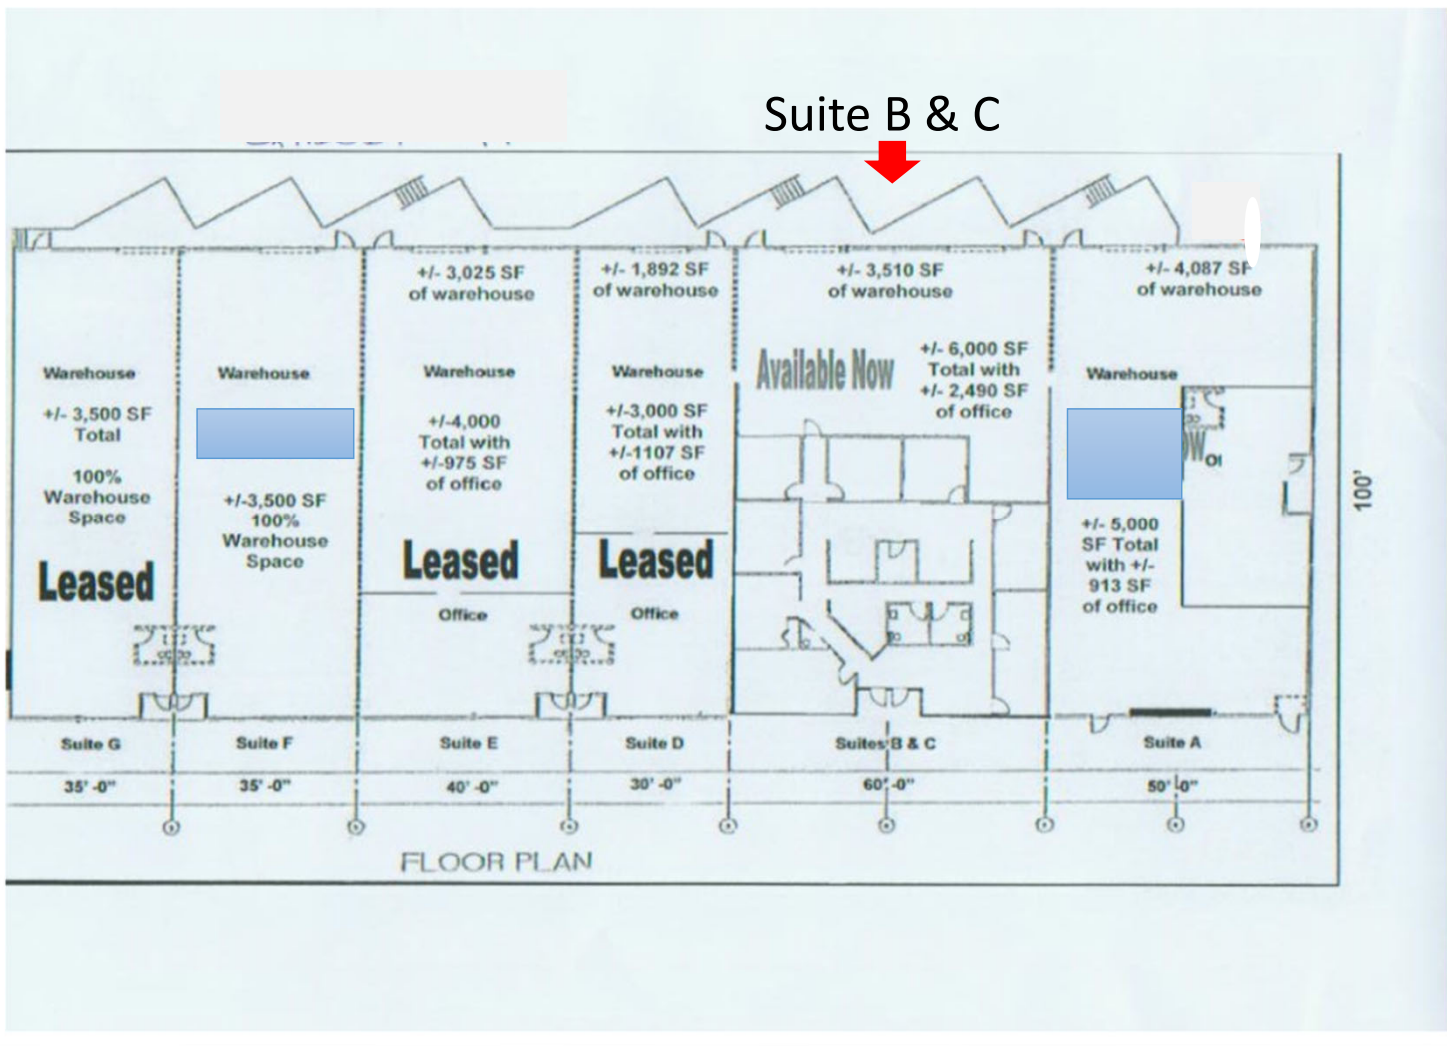 Suite B & C
+/- 3,025 SF
of warehouse
+/- 1,892 SF
of warehouse
+/- 3,510 SF
of warehouse
+/- 4,087 SF
of warehouse
Warehouse
+/- 3,500 SF
Total
100%
Warehouse
Space
Leased
Warehouse
+/-3,500 SF
100%
Warehouse
Space
Warehouse
+/-4,000
Total with
+/-975 SF
of office
Leased
Office
Warehouse
+/-3,000 SF
Total with
+/-1107 SF
of office
Leased
Office
Available Now
+/- 6,000 SF
Total with
+/- 2,490 SF
of office
Warehouse
+/- 5,000
SF Total
with +/-
913 SF
of office
100'
Suite G
Suite F
Suite E
Suite D
Suites B & C
Suite A
35' -0"
35' -0"
40' -0"
30' -0"
60' -0"
50' -0"
FLOOR PLAN